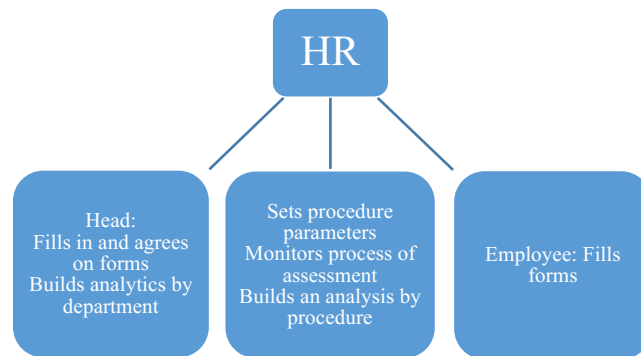 HR
Head:
Fills in and agrees
on forms
Builds analytics by
department
Sets procedure
parameters
Monitors process of
assessment
Builds an analysis by
procedure
Employee: Fills
forms